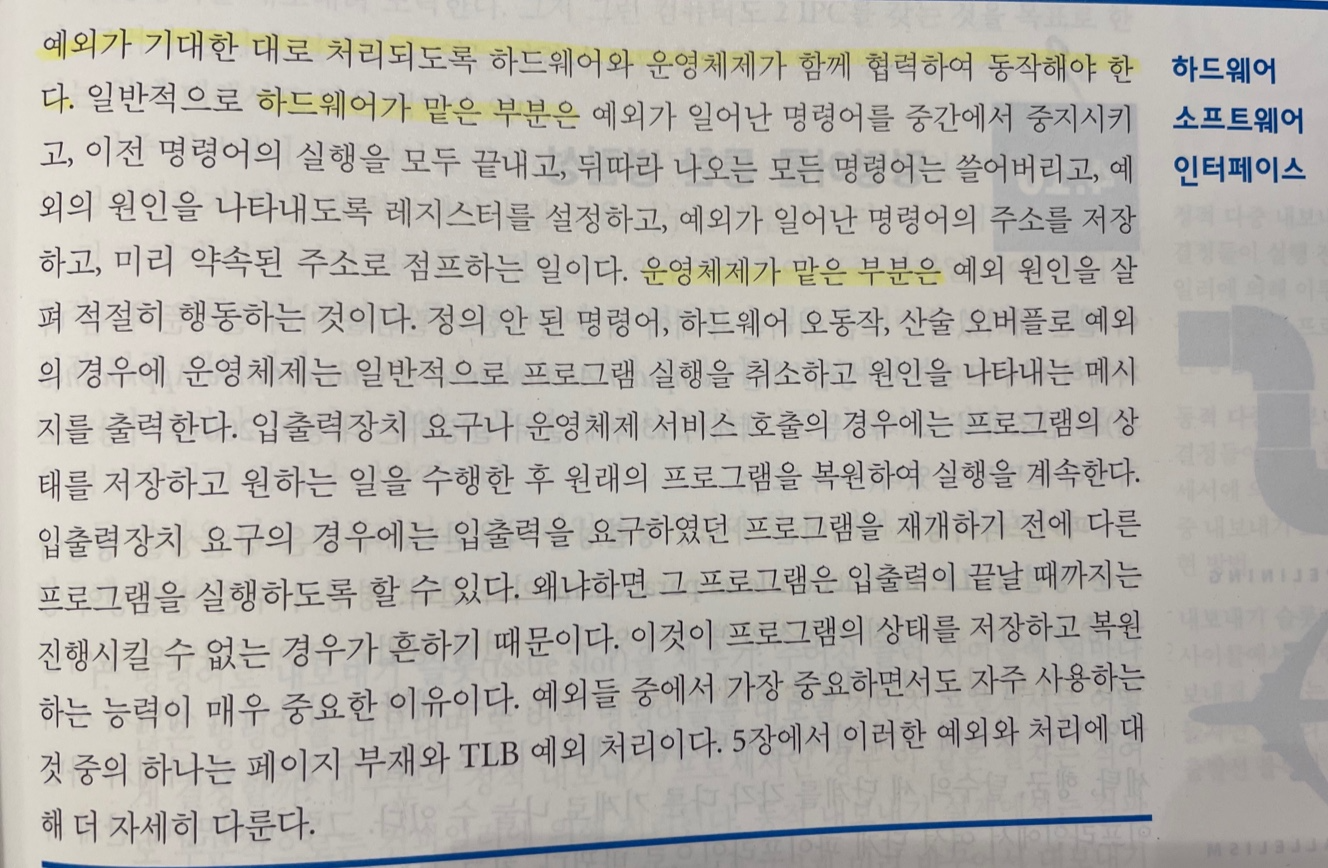 예외가 기대한 대로 처리되도록 하드웨어와 운영체제가 함께 협력하여 동작해야 한
다. 일반적으로 하드웨어가 맡은 부분은 예외가 일어난 명령어를 중간에서 중지시키
고, 이전 명령어의 실행을 모두 끝내고, 뒤따라 나오는 모든 명령어는 쓸어버리고, 예
외의 원인을 나타내도록 레지스터를 설정하고, 예외가 일어난 명령어의 주소를 저장
하고, 미리 약속된 주소로 점프하는 일이다. 운영체제가 맡은 부분은 예외 원인을 살
펴 적절히 행동하는 것이다. 정의 안 된 명령어, 하드웨어 오동작, 산술 오버플로 예외
의 경우에 운영체제는 일반적으로 프로그램 실행을 취소하고 원인을 나타내는 메시
지를 출력한다. 입출력장치 요구나 운영체제 서비스 호출의 경우에는 프로그램의 상
태를 저장하고 원하는 일을 수행한 후 원래의 프로그램을 복원하여 실행을 계속한다.
입출력장치 요구의 경우에는 입출력을 요구하였던 프로그램을 재개하기 전에 다른
프로그램을 실행하도록 할 수 있다. 왜냐하면 그 프로그램은 입출력이 끝날 때까지는
진행시킬 수 없는 경우가 흔하기 때문이다. 이것이 프로그램의 상태를 저장하고 복원
하는 능력이 매우 중요한 이유이다. 예외들 중에서 가장 중요하면서도 자주 사용하는
것 중의 하나는 페이지 부재와 TLB 예외 처리이다. 5장에서 이러한 예외와 처리에 대
해 더 자세히 다룬다.
하드웨어
소프트웨어
인터페이스